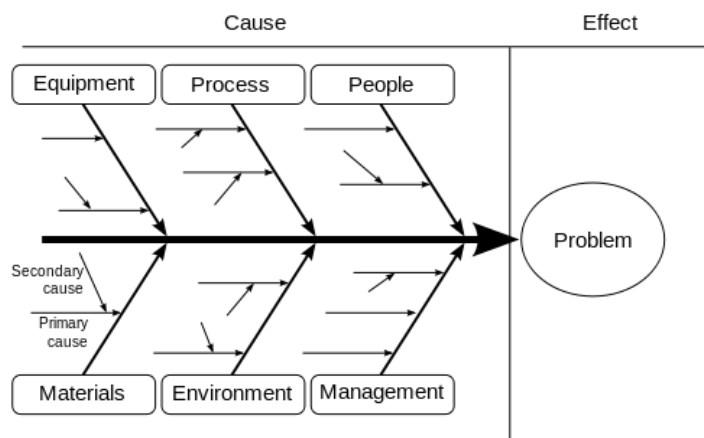 Cause
Effect
Equipment
Process
People
Problem
Secondary
cause
Primary
cause
Materials
Environment
Management